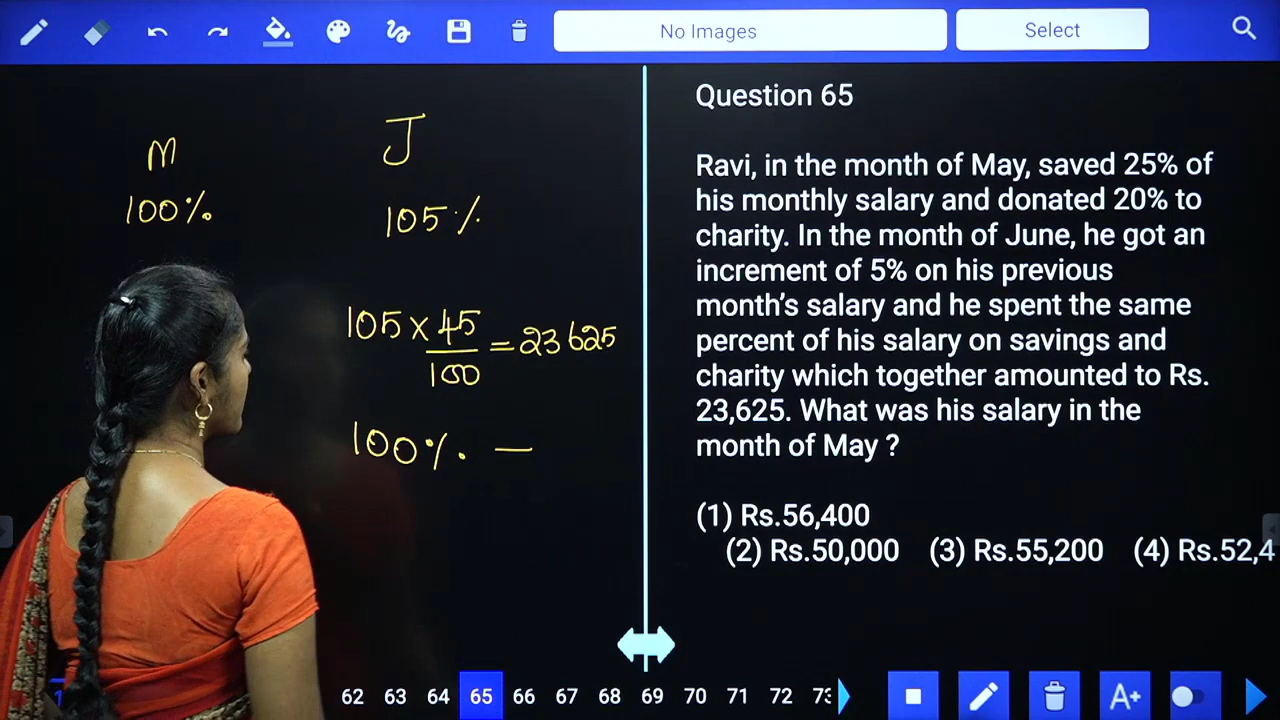 No Images
Select
M
J
100%
105%
105 × 45
100
= 23625
100% —
Question 65
Ravi, in the month of May, saved 25% of
his monthly salary and donated 20% to
charity. In the month of June, he got an
increment of 5% on his previous
month's salary and he spent the same
percent of his salary on savings and
charity which together amounted to Rs.
23,625. What was his salary in the
month of May ?
(1) Rs.56,400
(2) Rs.50,000 (3) Rs.55,200 (4) Rs.52,4
62 63 64 65 66 67 68 69 70 71 72 73
A+